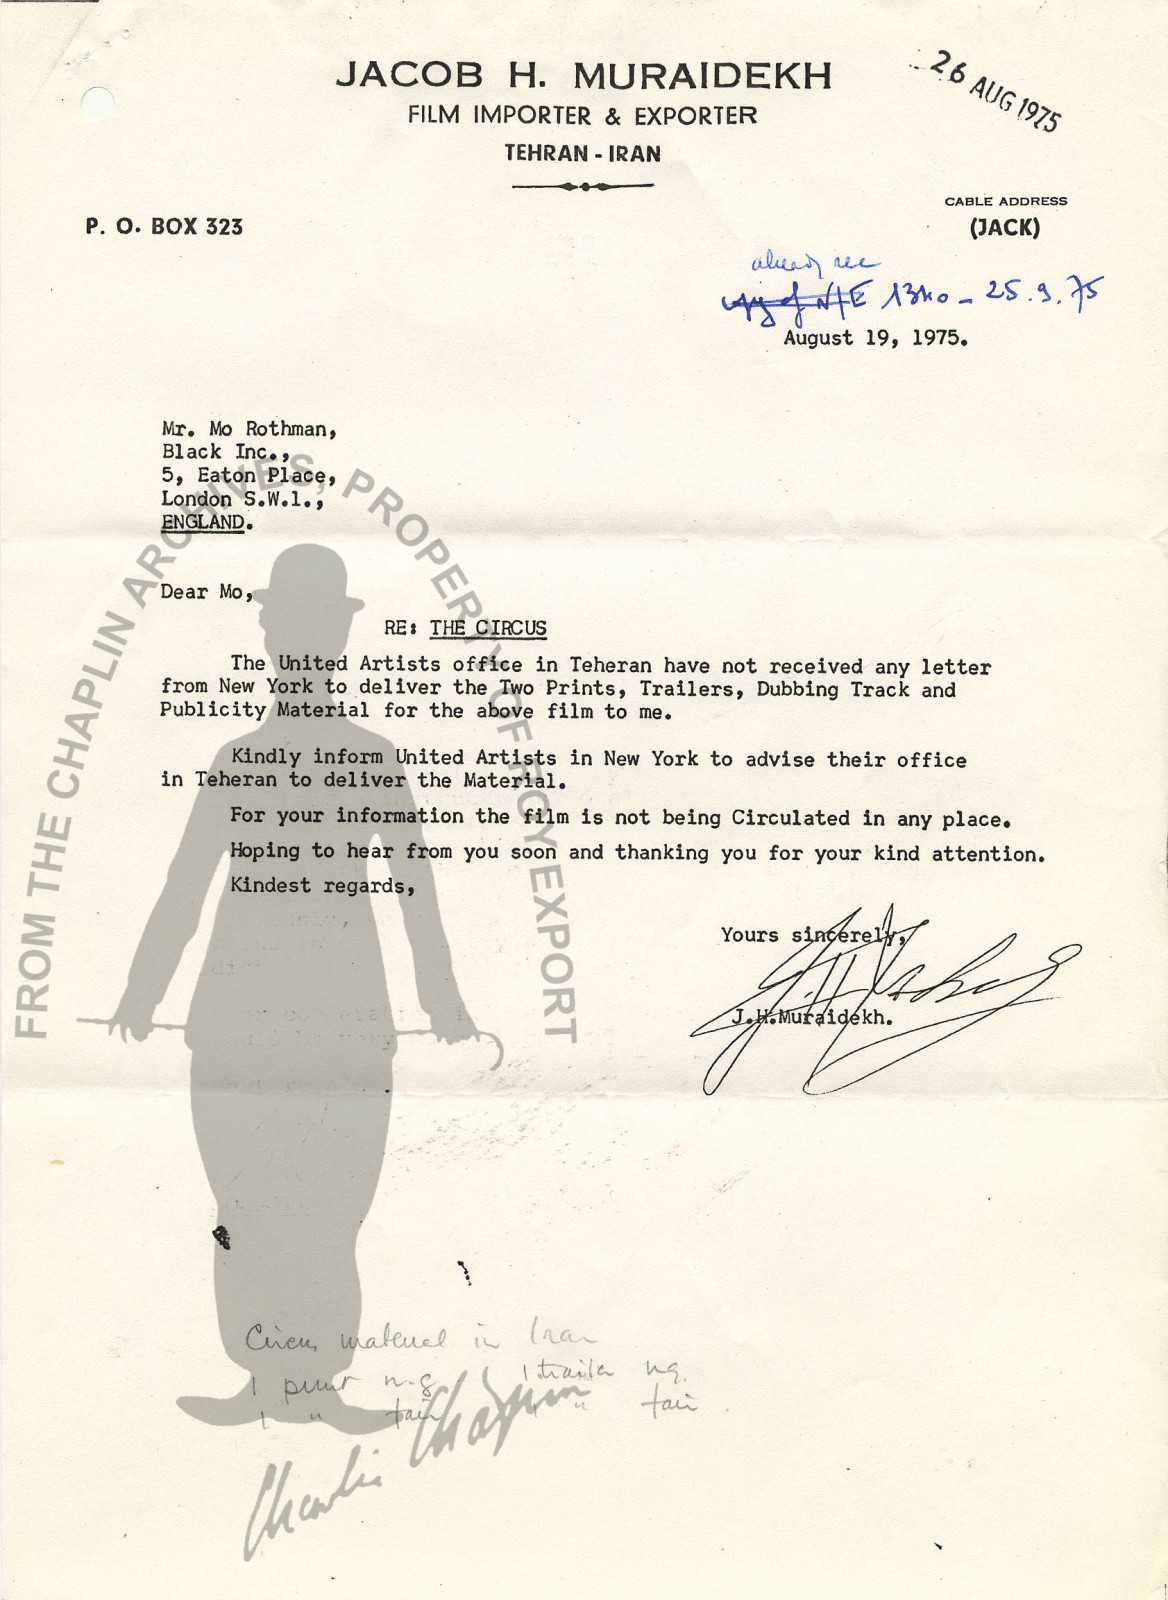 JACOB H. MURAIDEKH
FILM IMPORTER & EXPORTER
TEHRAN - IRAN
26 AUG 1975
P. O. BOX 323
CABLE ADDRESS
(JACK)
already rec
copy of
25.9.75
August 19, 1975.
Mr. Mo Rothman,
Black Inc.,
5, Eaton Place,
London S.W.1.,
ENGLAND.
Dear Mo,
RE: THE CIRCUS
The United Artists office in Teheran have not received any letter
from New York to deliver the Two Prints, Trailers, Dubbing Track and
Publicity Material for the above film to me.
Kindly inform United Artists in New York to advise their office
in Teheran to deliver the Material.
For your information the film is not being Circulated in any place.
Hoping to hear from you soon and thanking you for your kind attention.
Kindest regards,
Yours sincerely,
J.H.Muraidekh.
Circus material in Iran
1 print n.g. 1 trailer n.g.
1 " fair 1 " fair
FROM THE CHAPLIN ARCHIVES, PROPERTY OF ROY EXPORT
Charlie Chaplin